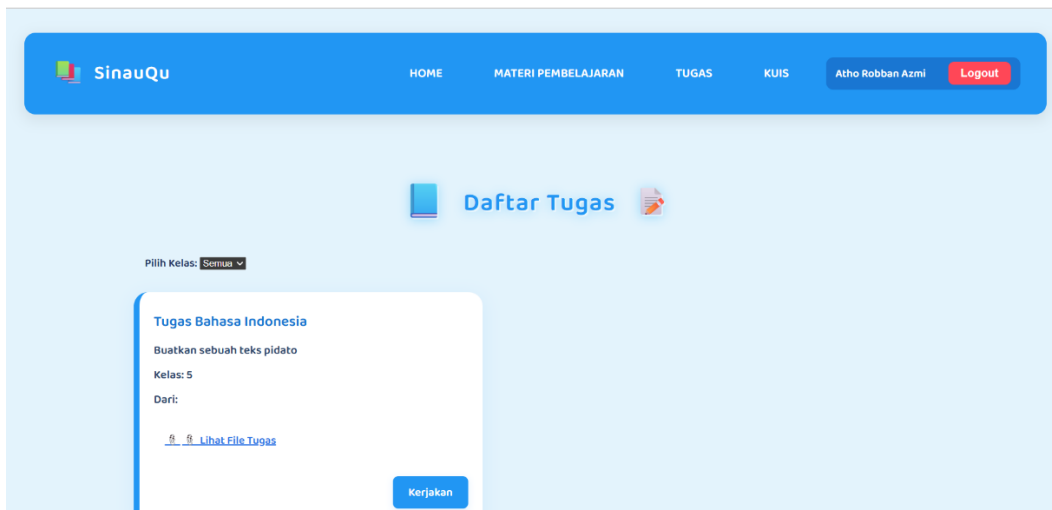 SinauQu
HOME MATERI PEMBELAJARAN TUGAS KUIS Atho Robban Azmi Logout
Daftar Tugas
Pilih Kelas: Semua
Tugas Bahasa Indonesia
Buatkan sebuah teks pidato
Kelas: 5
Dari:
Lihat File Tugas
Kerjakan